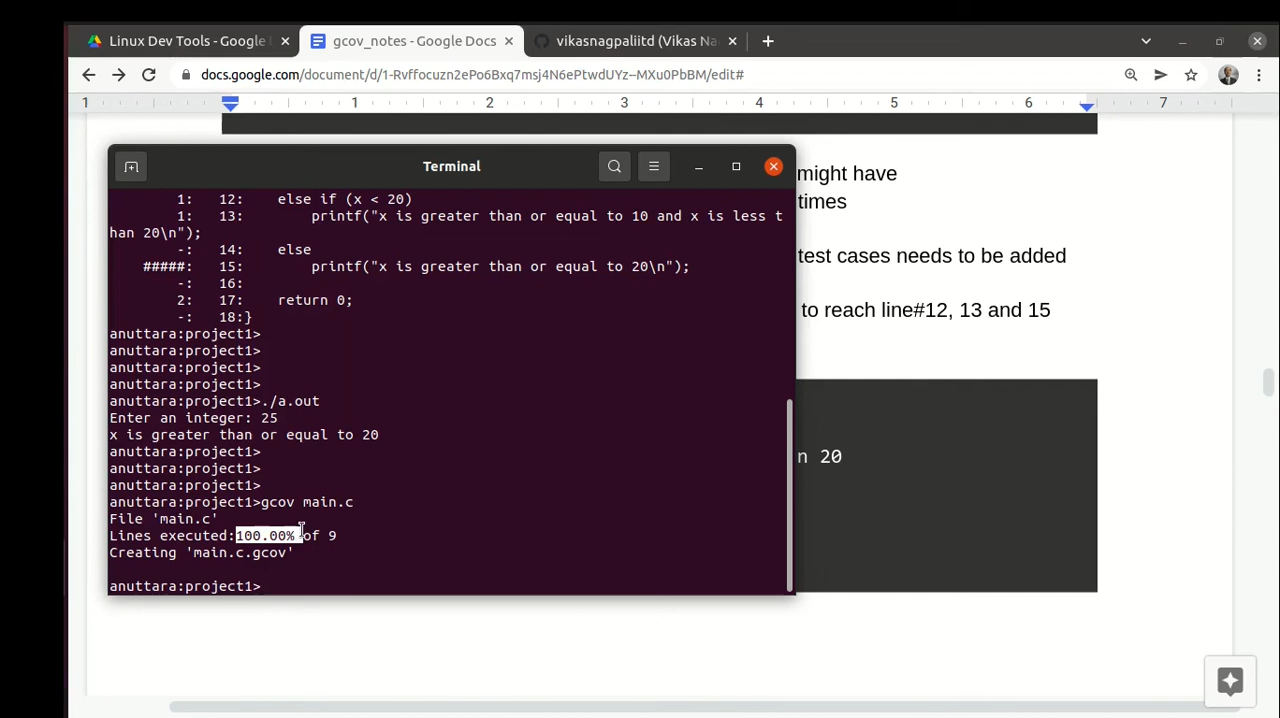 Linux Dev Tools - Google
gcov_notes - Google Docs
vikasnagpaliitd (Vikas Na
docs.google.com/document/d/1-Rvffocuzn2ePo6Bxq7msj4N6ePtwdUYz--MXu0PbBM/edit#
1 1 2 3 4 5 6 7
might have
times
test cases needs to be added
to reach line#12, 13 and 15
n 20
Terminal
1: 12: else if (x < 20)
1: 13: printf("x is greater than or equal to 10 and x is less t
han 20\n");
-: 14: else
#####: 15: printf("x is greater than or equal to 20\n");
-: 16:
2: 17: return 0;
-: 18:}
anuttara:project1>
anuttara:project1>
anuttara:project1>
anuttara:project1>
anuttara:project1>./a.out
Enter an integer: 25
x is greater than or equal to 20
anuttara:project1>
anuttara:project1>
anuttara:project1>
anuttara:project1>gcov main.c
File 'main.c'
Lines executed:100.00% of 9
Creating 'main.c.gcov'
anuttara:project1>